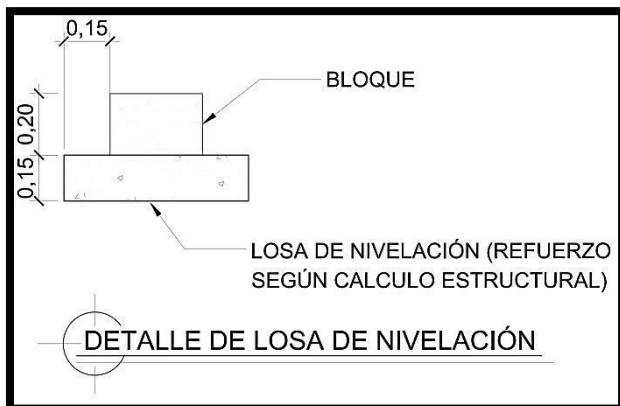 0,15
BLOQUE
0,20
0,15
LOSA DE NIVELACIÓN (REFUERZO
SEGÚN CALCULO ESTRUCTURAL)
DETALLE DE LOSA DE NIVELACIÓN